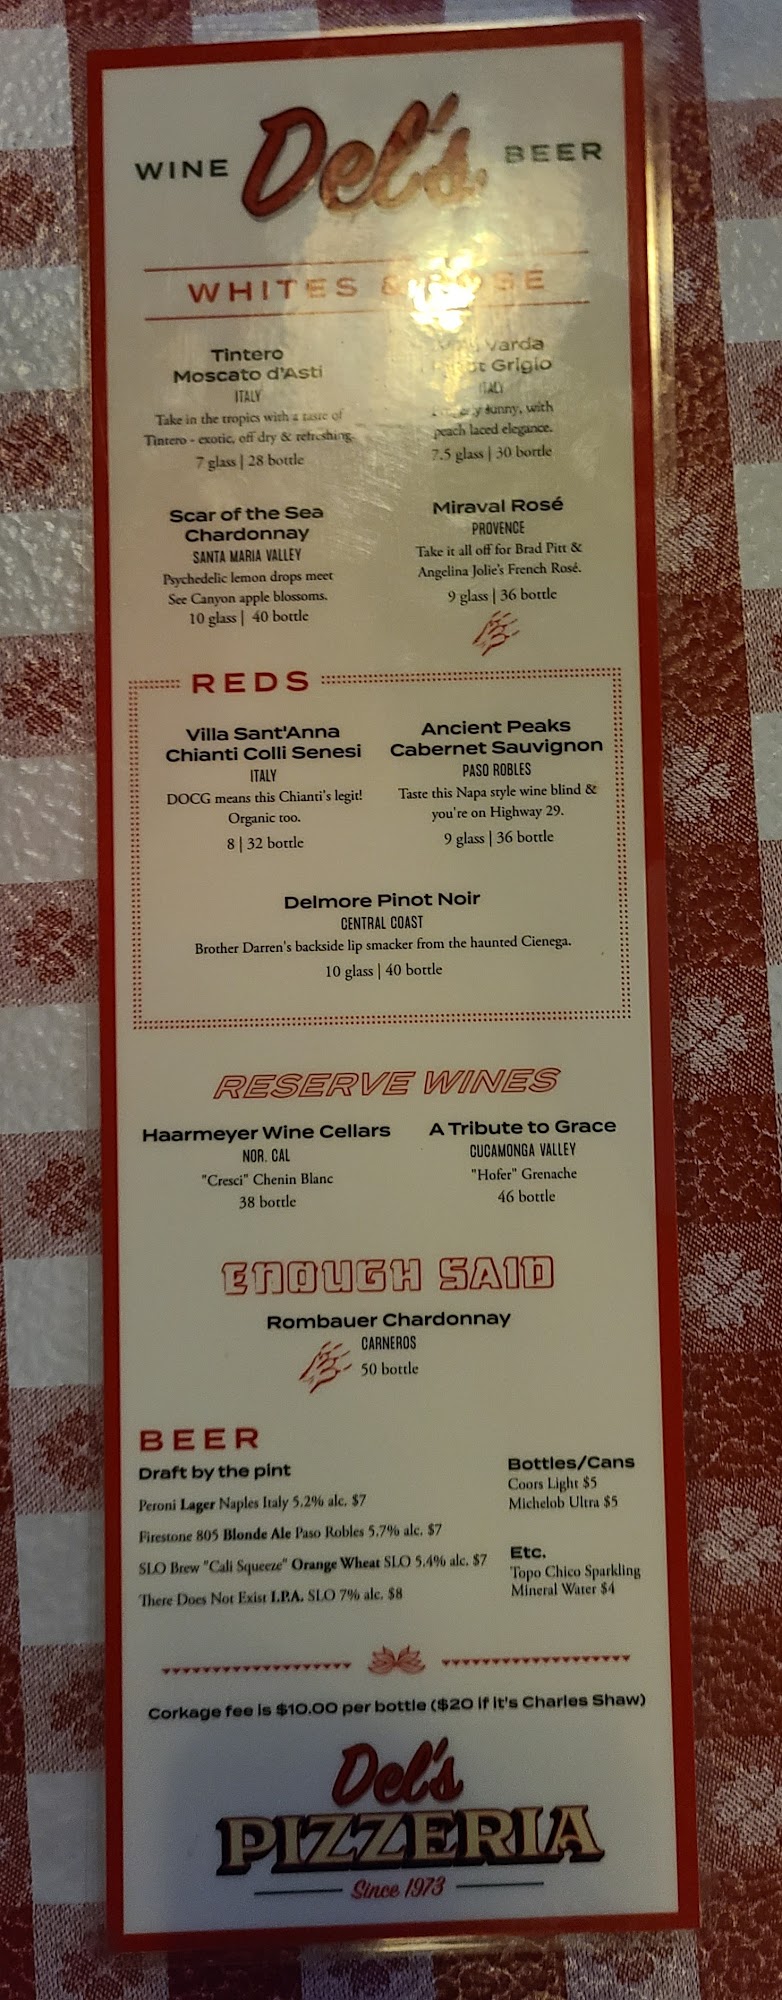 WINE Del's BEER
WHITES & ROSÉ
Tintero
Moscato d'Asti
ITALY
Take in the tropics with a taste of
Tintero - exotic, off dry & refreshing.
7 glass | 28 bottle
Varda
Grigio
ITALY
sunny, with
peach laced elegance.
7.5 glass | 30 bottle
Scar of the Sea
Chardonnay
SANTA MARIA VALLEY
Psychedelic lemon drops meet
See Canyon apple blossoms.
10 glass | 40 bottle
Miraval Rosé
PROVENCE
Take it all off for Brad Pitt &
Angelina Jolie's French Rosé.
9 glass | 36 bottle
REDS
Villa Sant'Anna
Chianti Colli Senesi
ITALY
DOCG means this Chianti's legit!
Organic too.
8 | 32 bottle
Ancient Peaks
Cabernet Sauvignon
PASO ROBLES
Taste this Napa style wine blind &
you're on Highway 29.
9 glass | 36 bottle
Delmore Pinot Noir
CENTRAL COAST
Brother Darren's backside lip smacker from the haunted Cienega.
10 glass | 40 bottle
RESERVE WINES
Haarmeyer Wine Cellars
NOR. CAL
"Cresci" Chenin Blanc
38 bottle
A Tribute to Grace
CUCAMONGA VALLEY
"Hofer" Grenache
46 bottle
ENOUGH SAID
Rombauer Chardonnay
CARNEROS
50 bottle
BEER
Draft by the pint
Peroni Lager Naples Italy 5.2% alc. $7
Firestone 805 Blonde Ale Paso Robles 5.7% alc. $7
SLO Brew "Cali Squeeze" Orange Wheat SLO 5.4% alc. $7
There Does Not Exist I.P.A. SLO 7% alc. $8
Bottles/Cans
Coors Light $5
Michelob Ultra $5
Etc.
Topo Chico Sparkling
Mineral Water $4
Corkage fee is $10.00 per bottle ($20 if it's Charles Shaw)
Del's
PIZZERIA
Since 1973